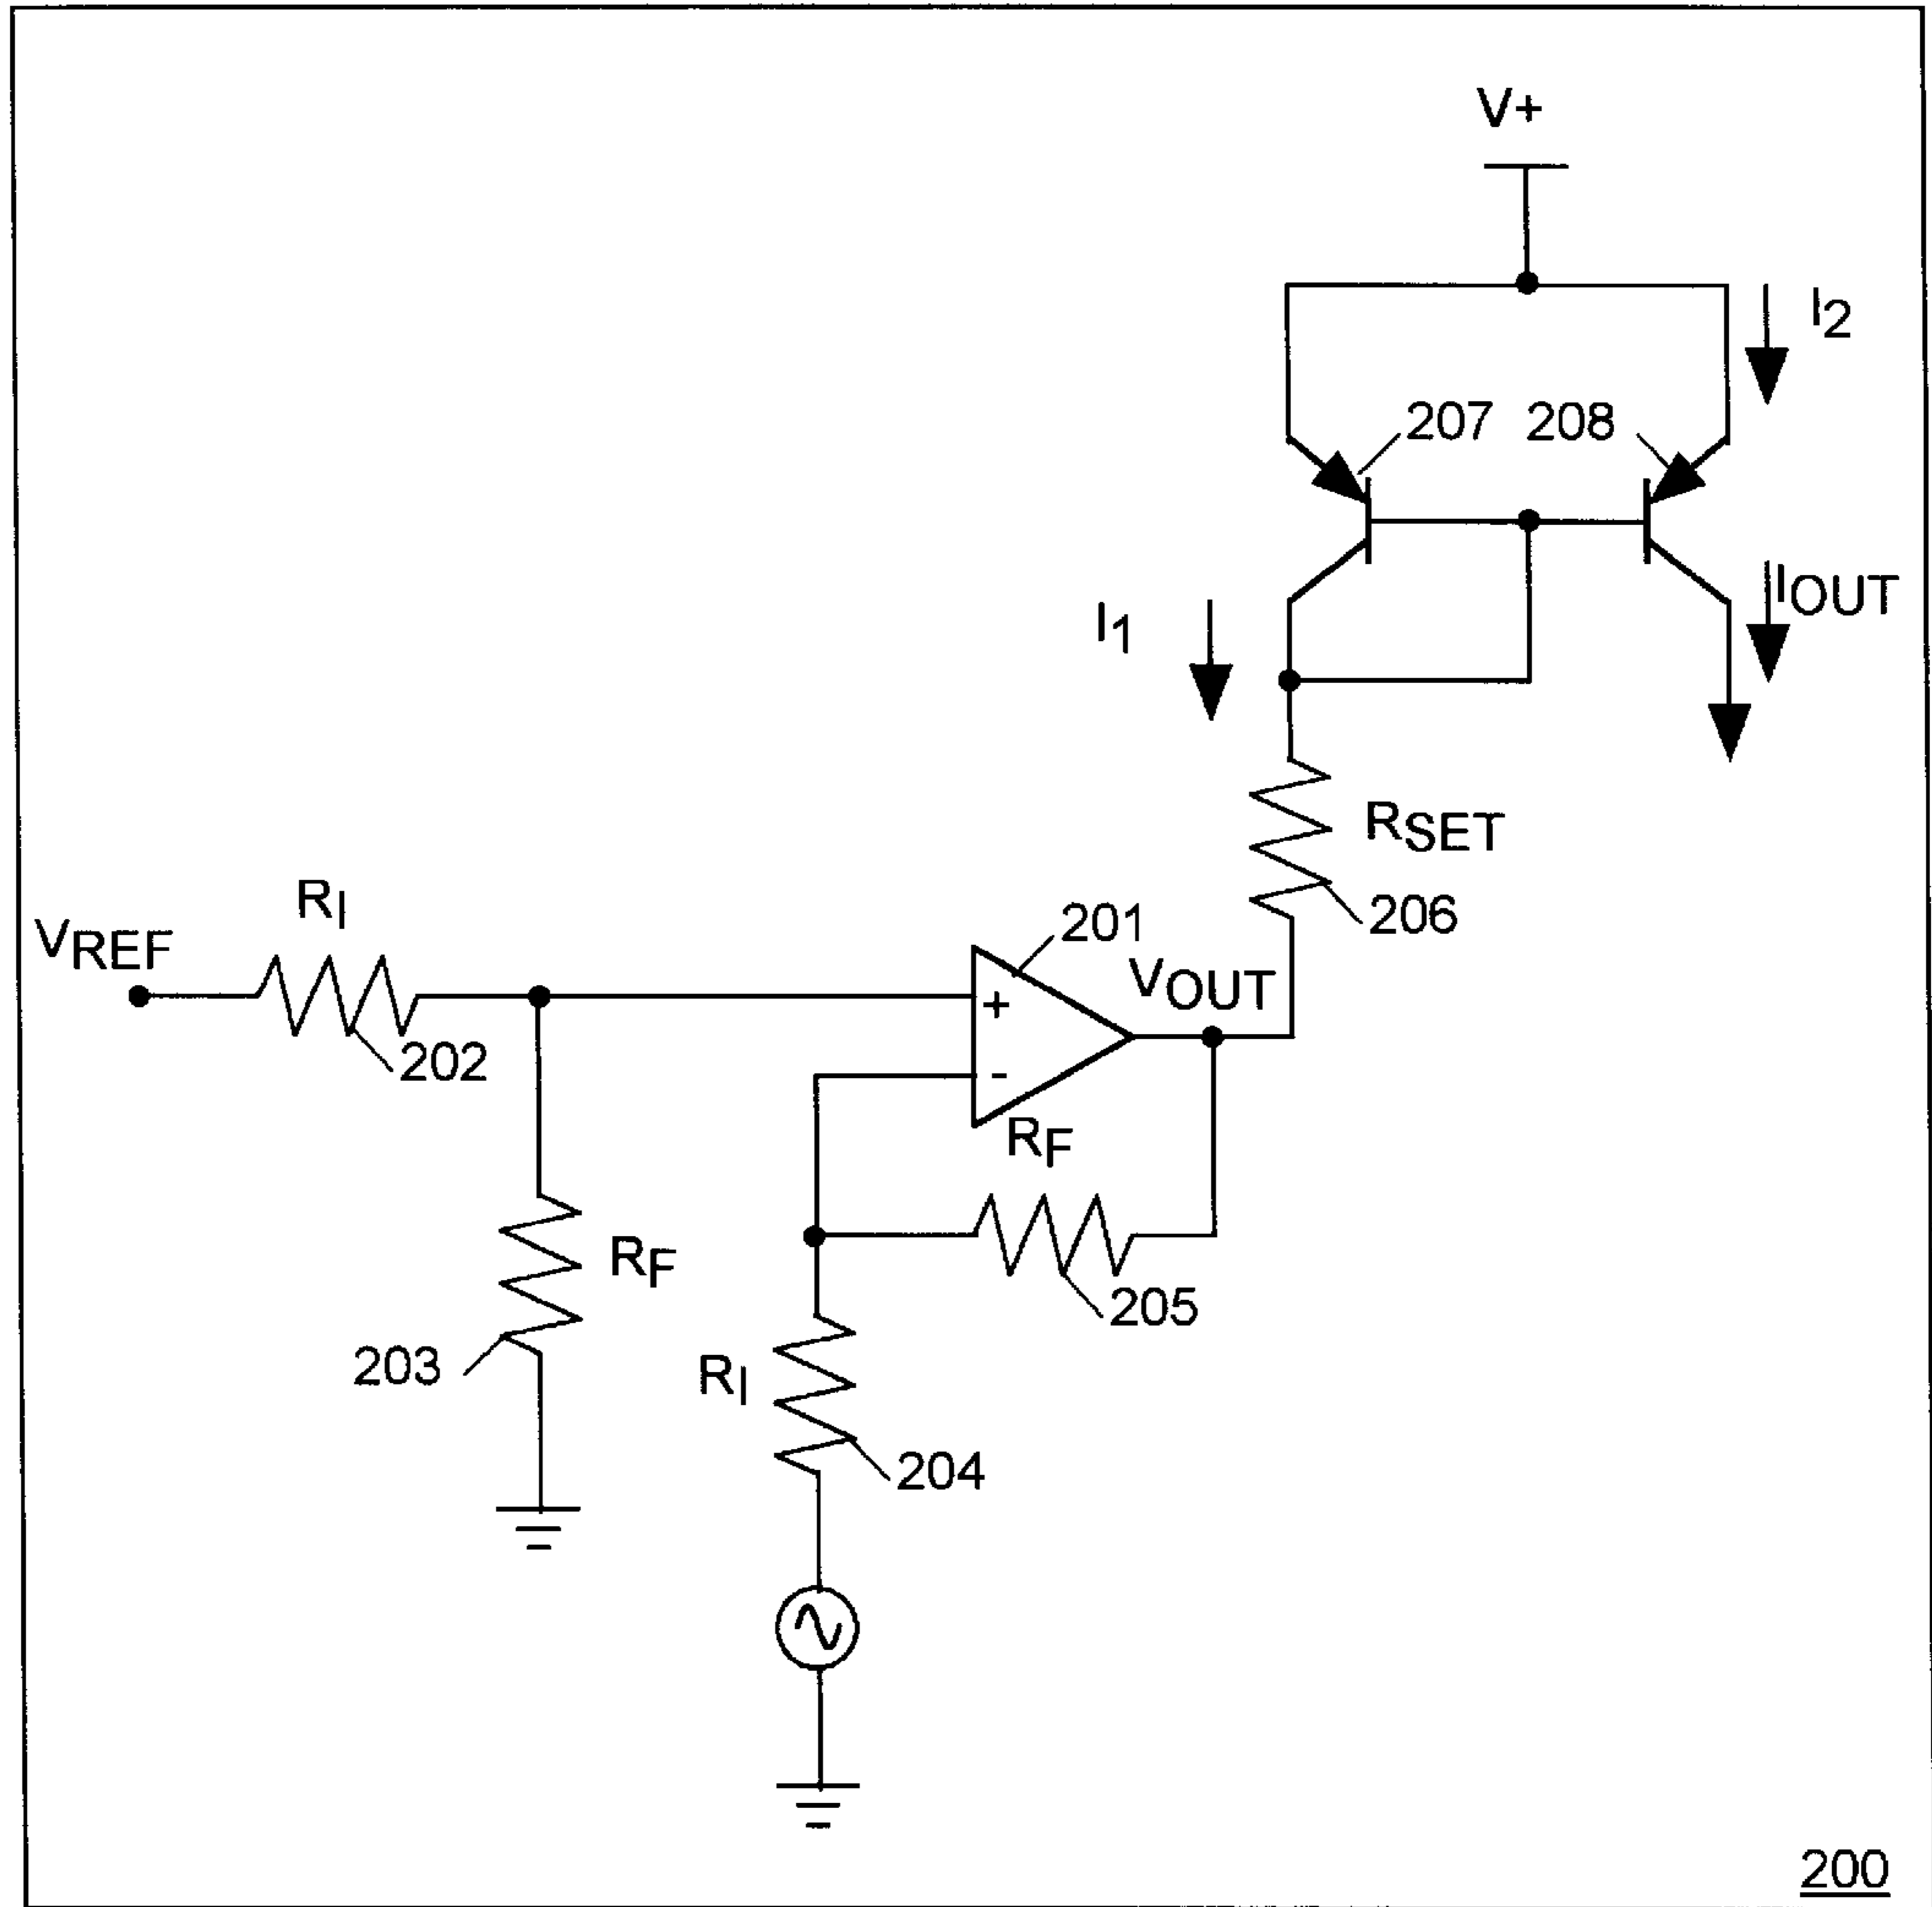 V+
I2
207 208
IOUT
I1
RSET
206
RI
VREF
201
VOUT
+
202
-
RF
RF
205
203
RI
204
200